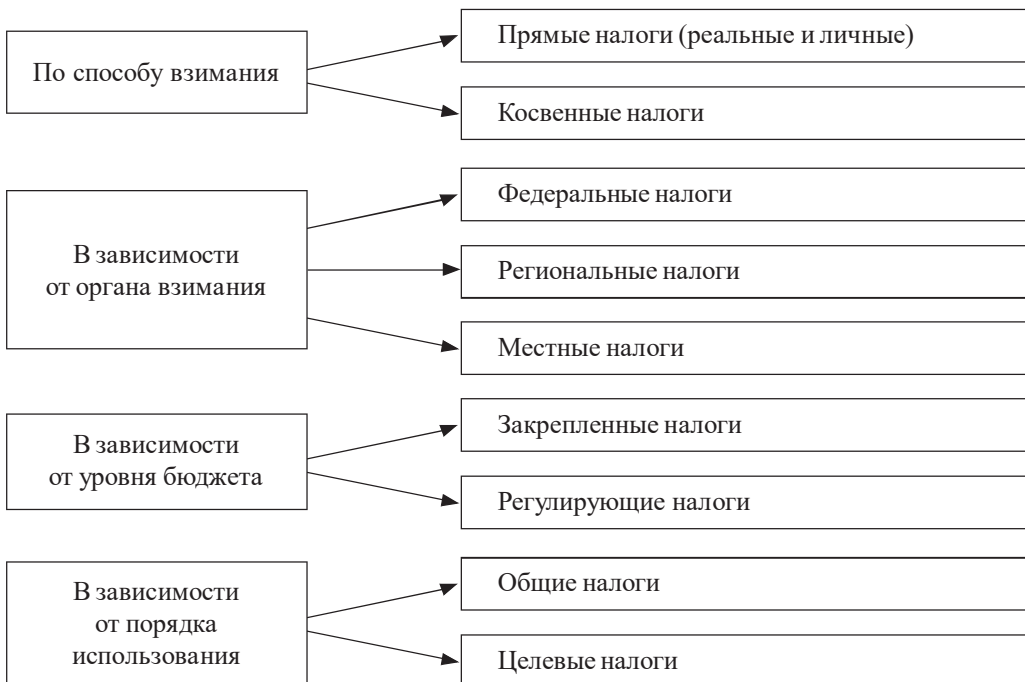 По способу взимания
Прямые налоги (реальные и личные)
Косвенные налоги
В зависимости
от органа взимания
Федеральные налоги
Региональные налоги
Местные налоги
В зависимости
от уровня бюджета
Закрепленные налоги
Регулирующие налоги
В зависимости
от порядка
использования
Общие налоги
Целевые налоги